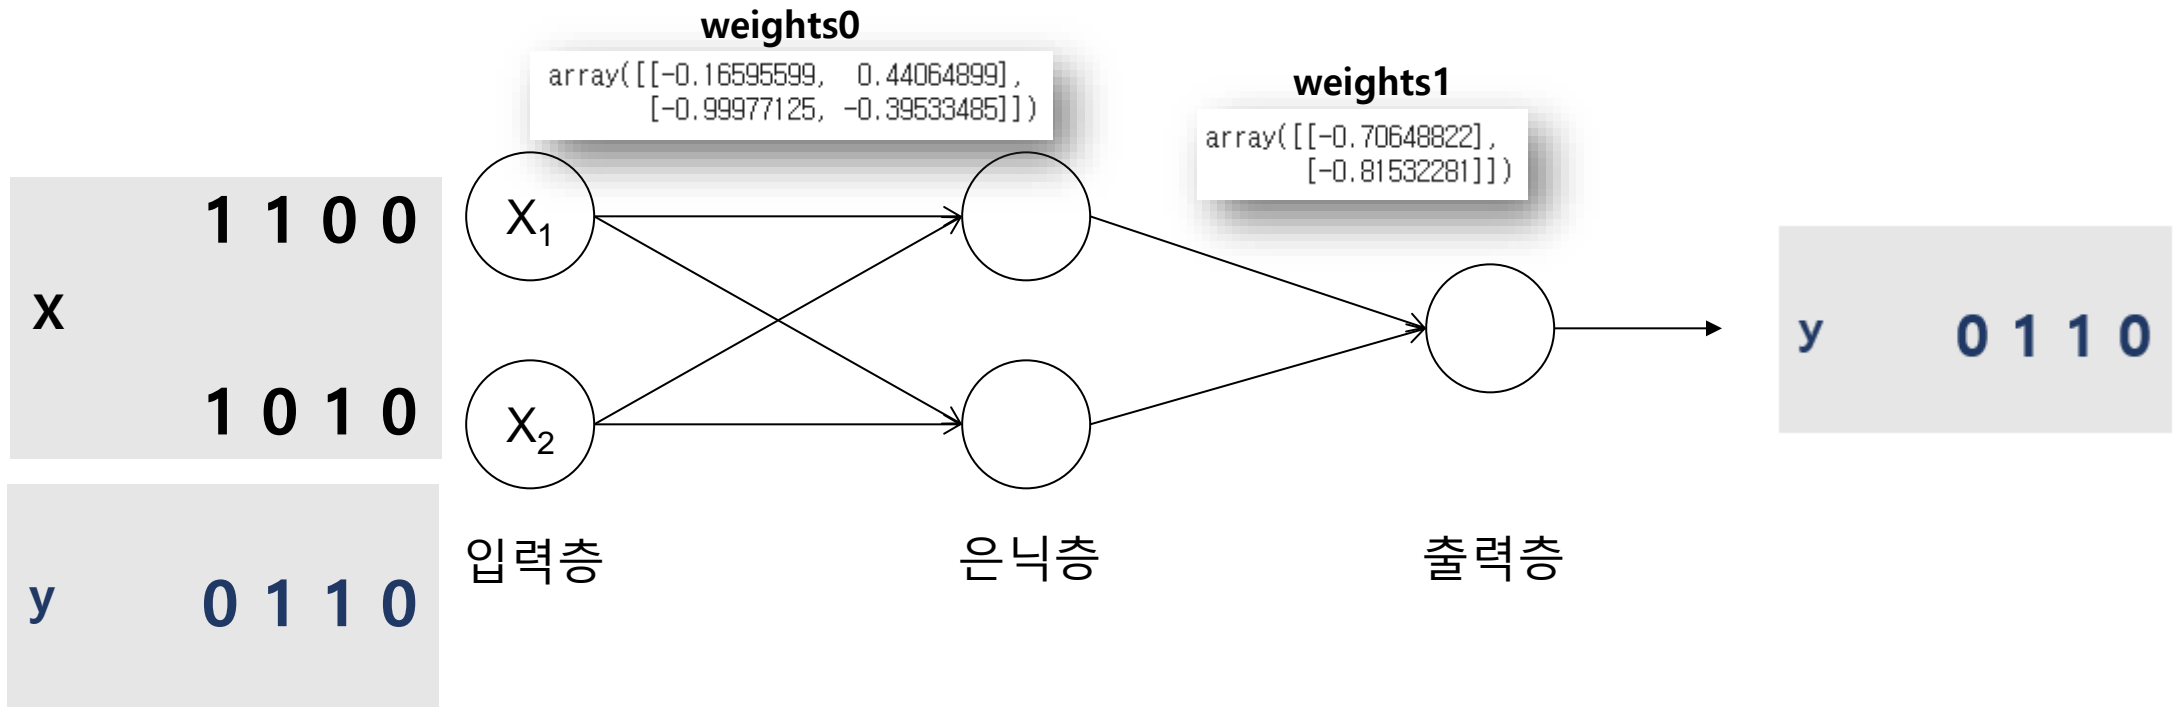 weights0
array([[-0.16595599, 0.44064899],
[-0.99977125, -0.39533485]])
weights1
array([[-0.70648822],
[-0.81532281]])
1 1 0 0
X
1 0 1 0
X1
X2
y 0 1 1 0
y 0 1 1 0
입력층
은닉층
출력층